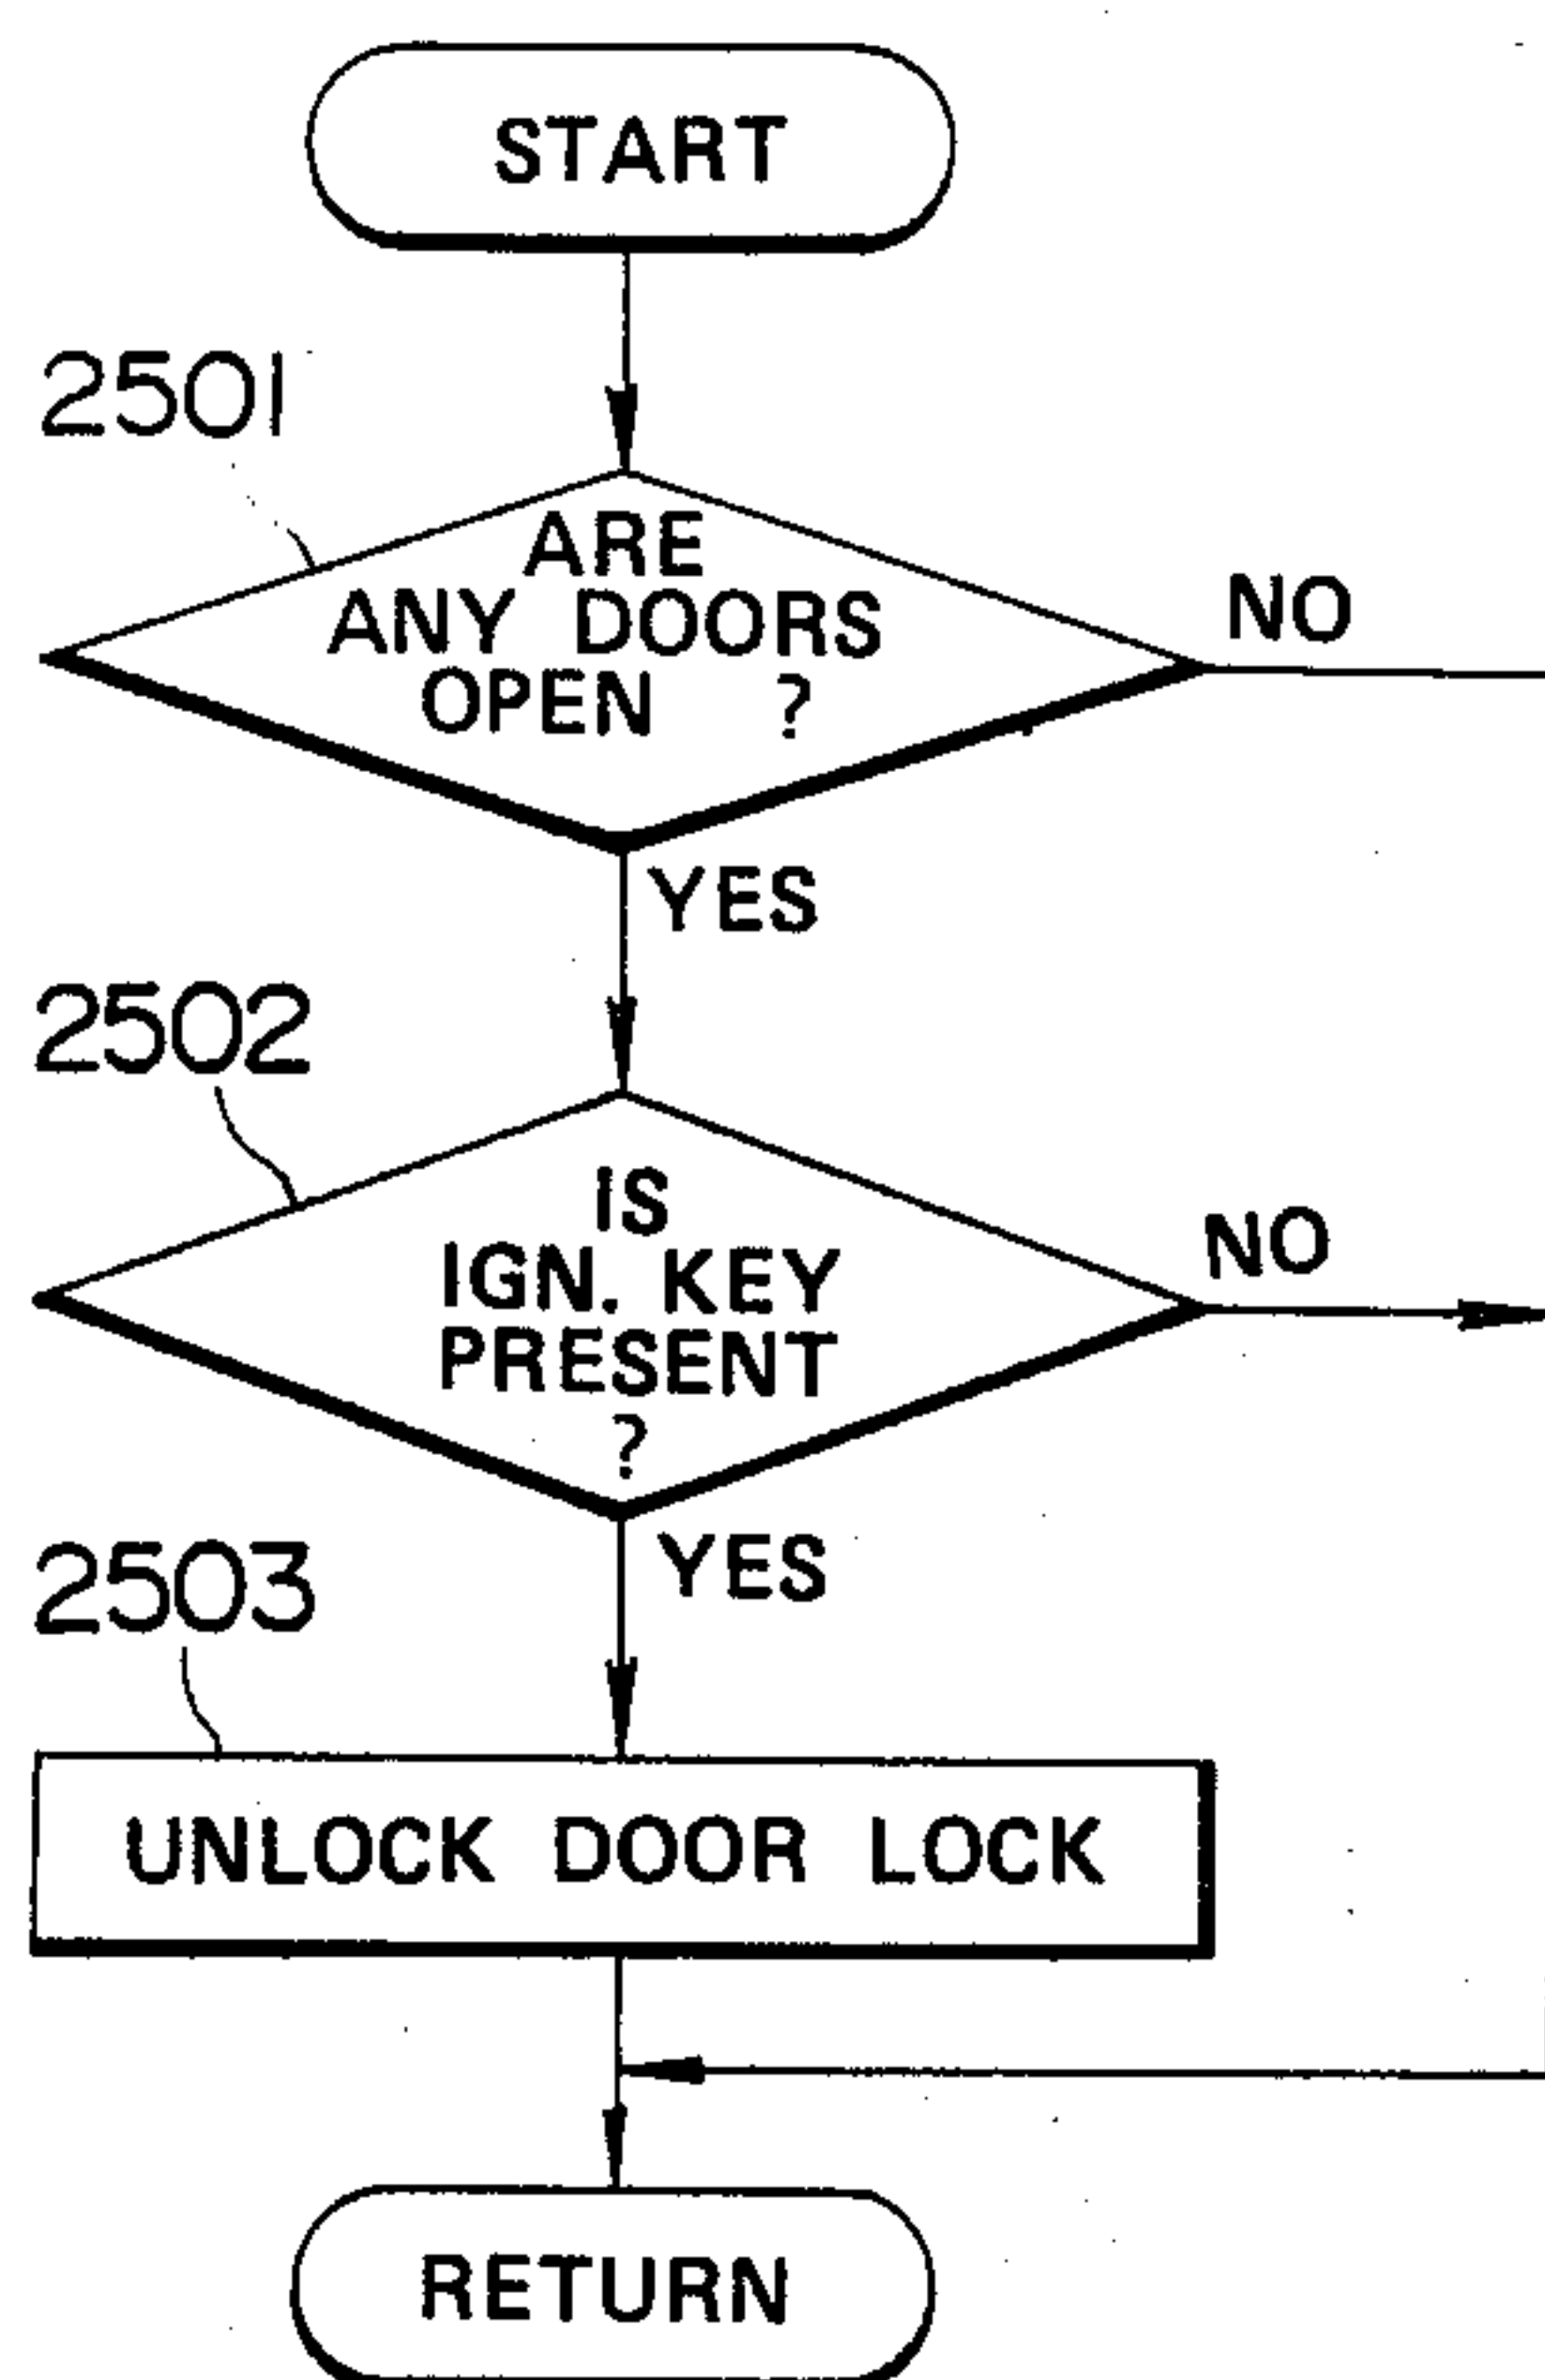 START
2501
ARE
ANY DOORS
OPEN ?
NO
YES
2502
IS
IGN. KEY
PRESENT
?
NO
YES
2503
UNLOCK DOOR LOCK
RETURN